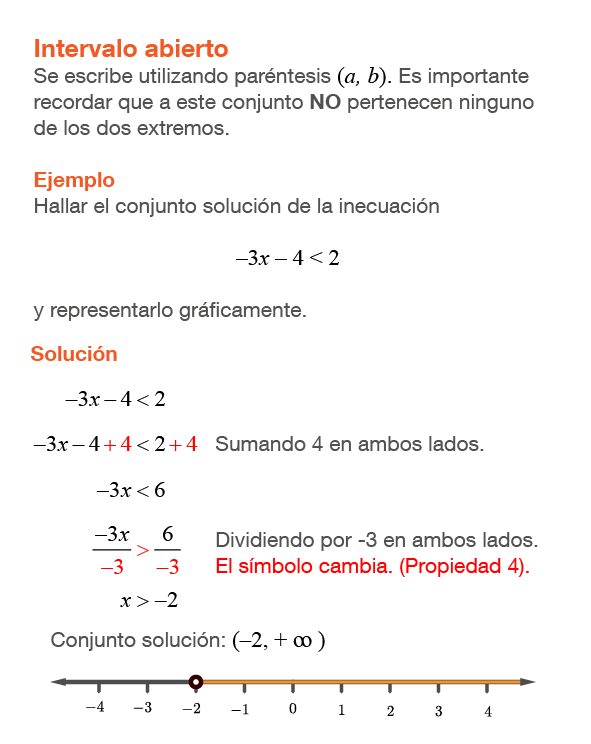 Intervalo abierto
Se escribe utilizando paréntesis (a, b). Es importante
recordar que a este conjunto NO pertenecen ninguno
de los dos extremos.
Ejemplo
Hallar el conjunto solución de la inecuación
−3x − 4 < 2
y representarlo gráficamente.
Solución
−3x − 4 < 2
−3x − 4 + 4 < 2 + 4 Sumando 4 en ambos lados.
−3x < 6
−3x/−3 > 6/−3 Dividiendo por -3 en ambos lados.
El símbolo cambia. (Propiedad 4).
x > −2
Conjunto solución: (−2, + ∞ )
−4 −3 −2 −1 0 1 2 3 4